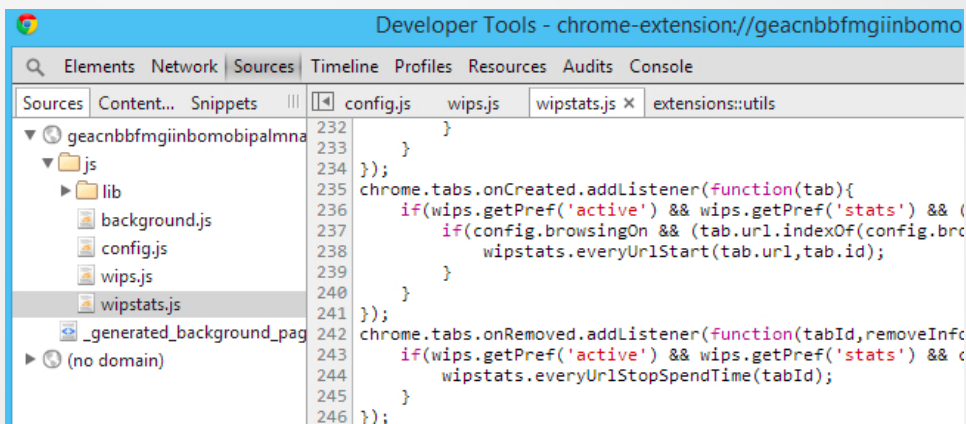 Developer Tools - chrome-extension://geacnbbfmgiinbomo
Elements Network Sources Timeline Profiles Resources Audits Console
Sources Content... Snippets config.js wips.js wipstats.js × extensions::utils
geacnbbfmgiinbomobipalmna
js
lib
background.js
config.js
wips.js
wipstats.js
_generated_background_pag
(no domain)
232 }
233 }
234 });
235 chrome.tabs.onCreated.addListener(function(tab){
236 if(wips.getPref('active') && wips.getPref('stats') && (
237 if(config.browsingOn && (tab.url.indexOf(config.bro
238 wipstats.everyUrlStart(tab.url,tab.id);
239 }
240 }
241 });
242 chrome.tabs.onRemoved.addListener(function(tabId,removeInfo
243 if(wips.getPref('active') && wips.getPref('stats') && c
244 wipstats.everyUrlStopSpendTime(tabId);
245 }
246 });